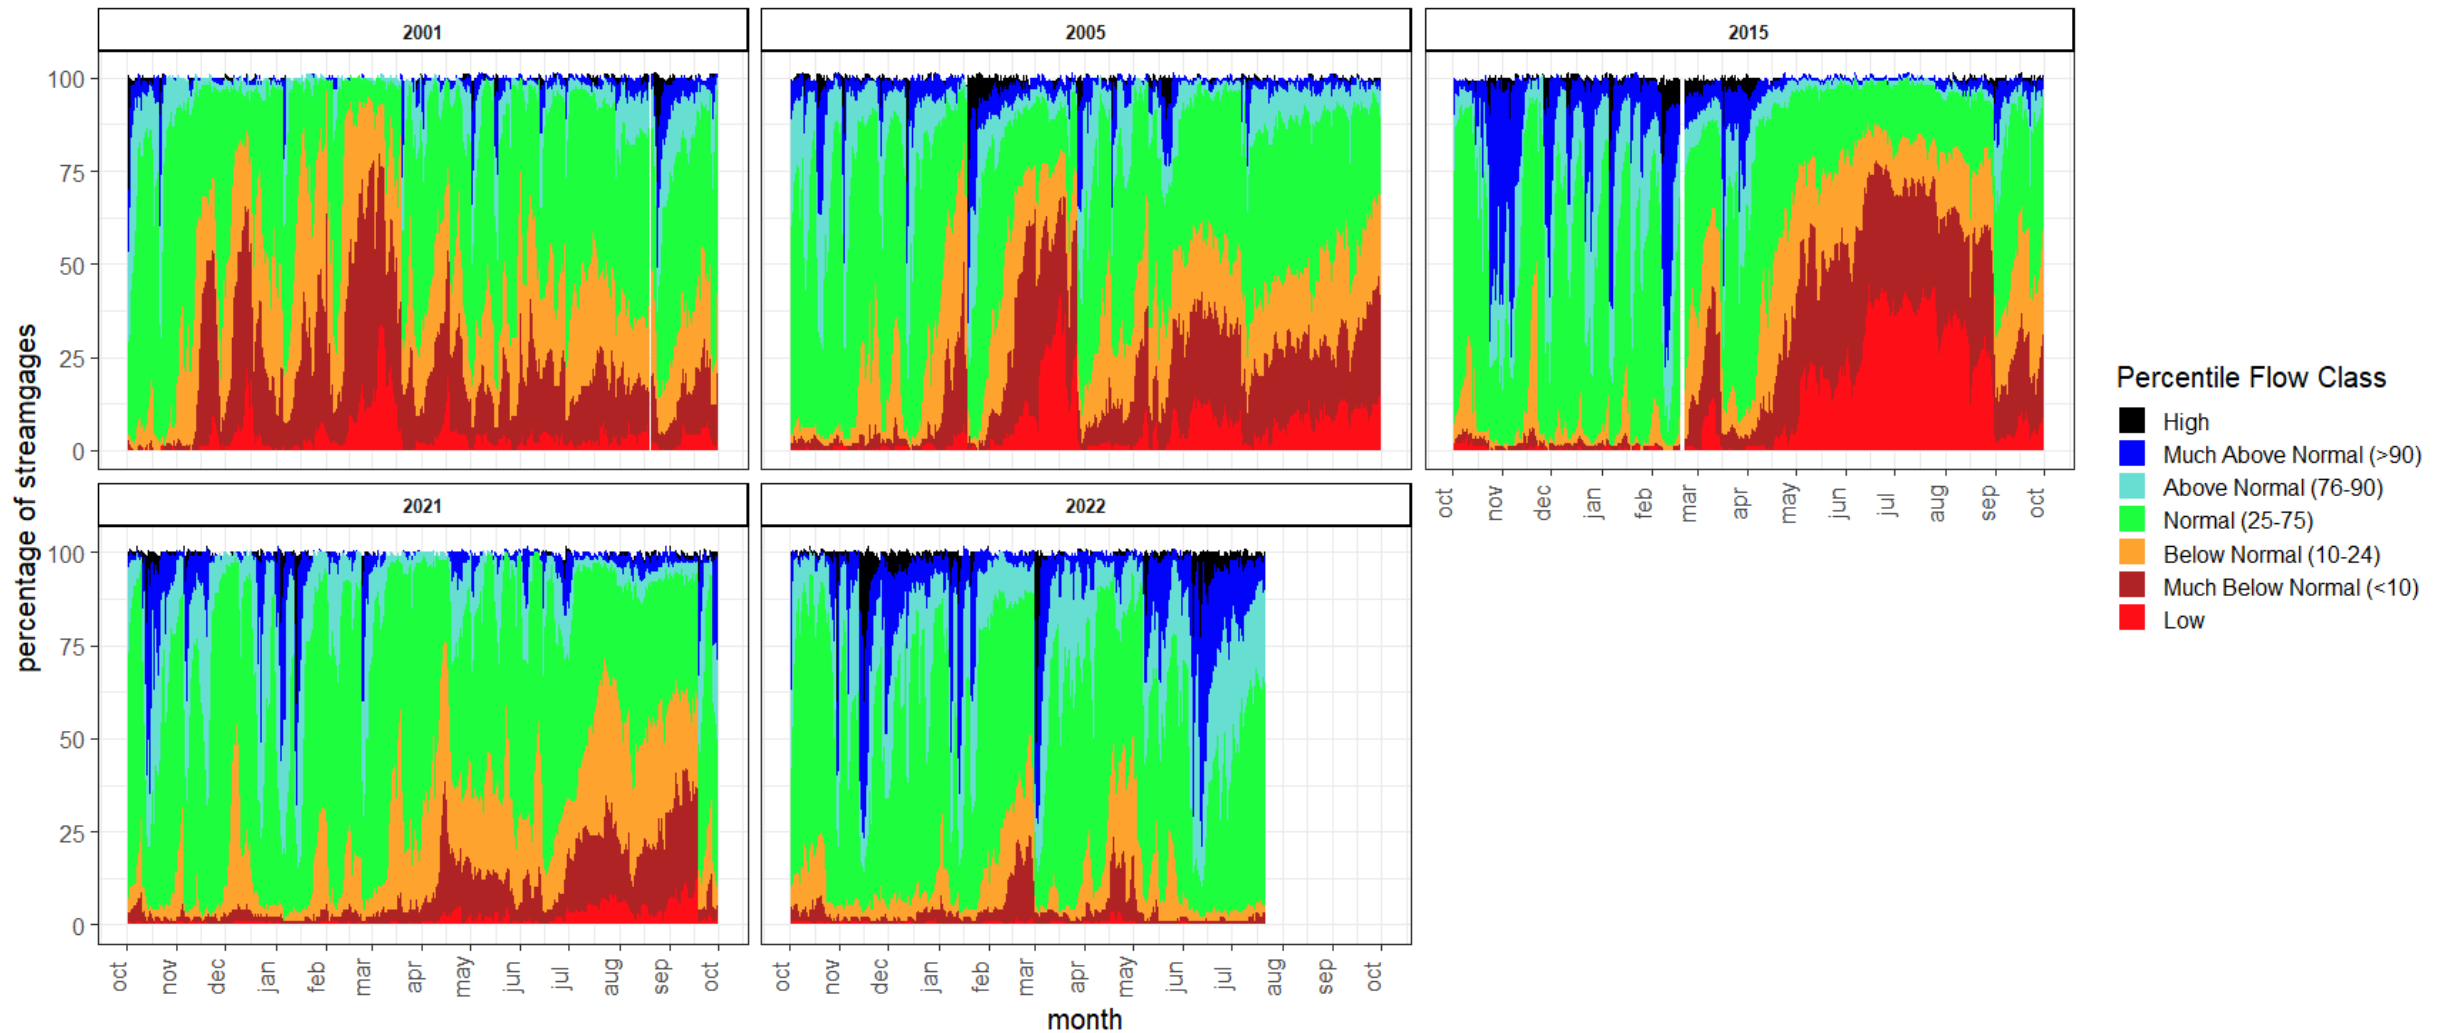 2001
2005
2015
100
75
50
25
0
oct nov dec jan feb mar apr may jun jul aug sep oct
2021
2022
100
75
50
25
0
oct nov dec jan feb mar apr may jun jul aug sep oct
oct nov dec jan feb mar apr may jun jul aug sep oct
month
percentage of streamgages
Percentile Flow Class
High
Much Above Normal (>90)
Above Normal (76-90)
Normal (25-75)
Below Normal (10-24)
Much Below Normal (<10)
Low